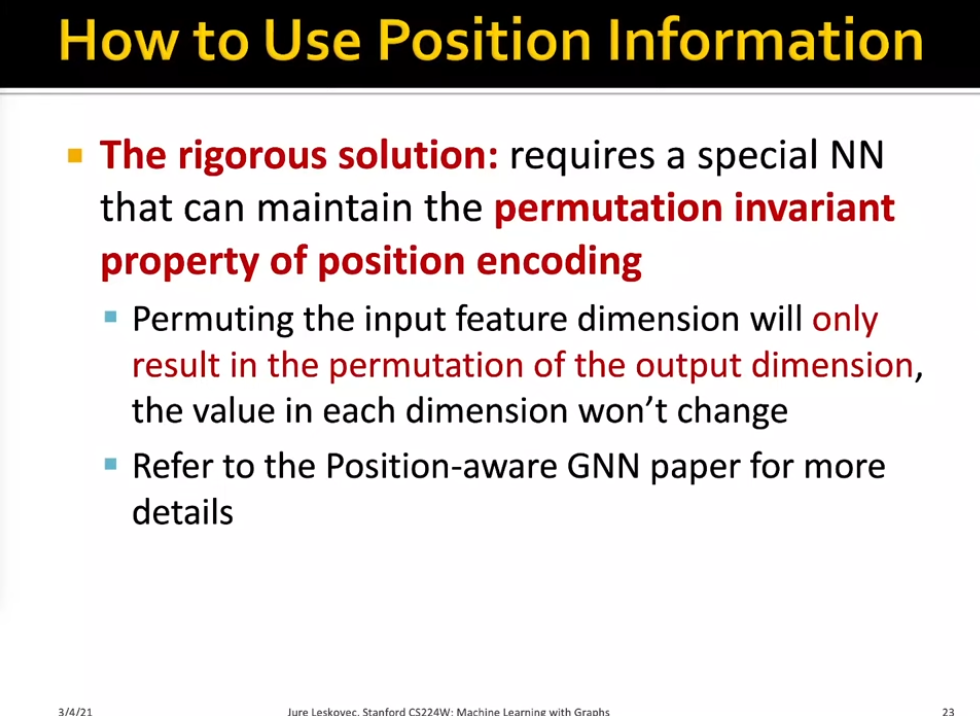 How to Use Position Information
The rigorous solution: requires a special NN
that can maintain the permutation invariant
property of position encoding
Permuting the input feature dimension will only
result in the permutation of the output dimension,
the value in each dimension won’t change
Refer to the Position-aware GNN paper for more
details
3/4/21
Jure Leskovec, Stanford CS224W: Machine Learning with Graphs
23